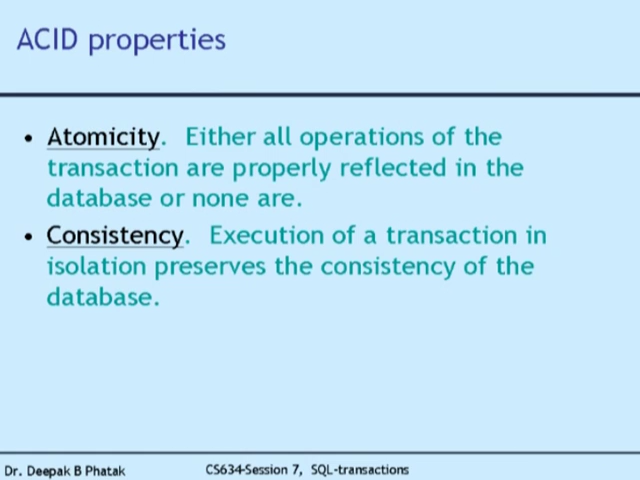 ACID properties
• Atomicity. Either all operations of the
transaction are properly reflected in the
database or none are.
• Consistency. Execution of a transaction in
isolation preserves the consistency of the
database.
Dr. Deepak B Phatak CS634-Session 7, SQL-transactions